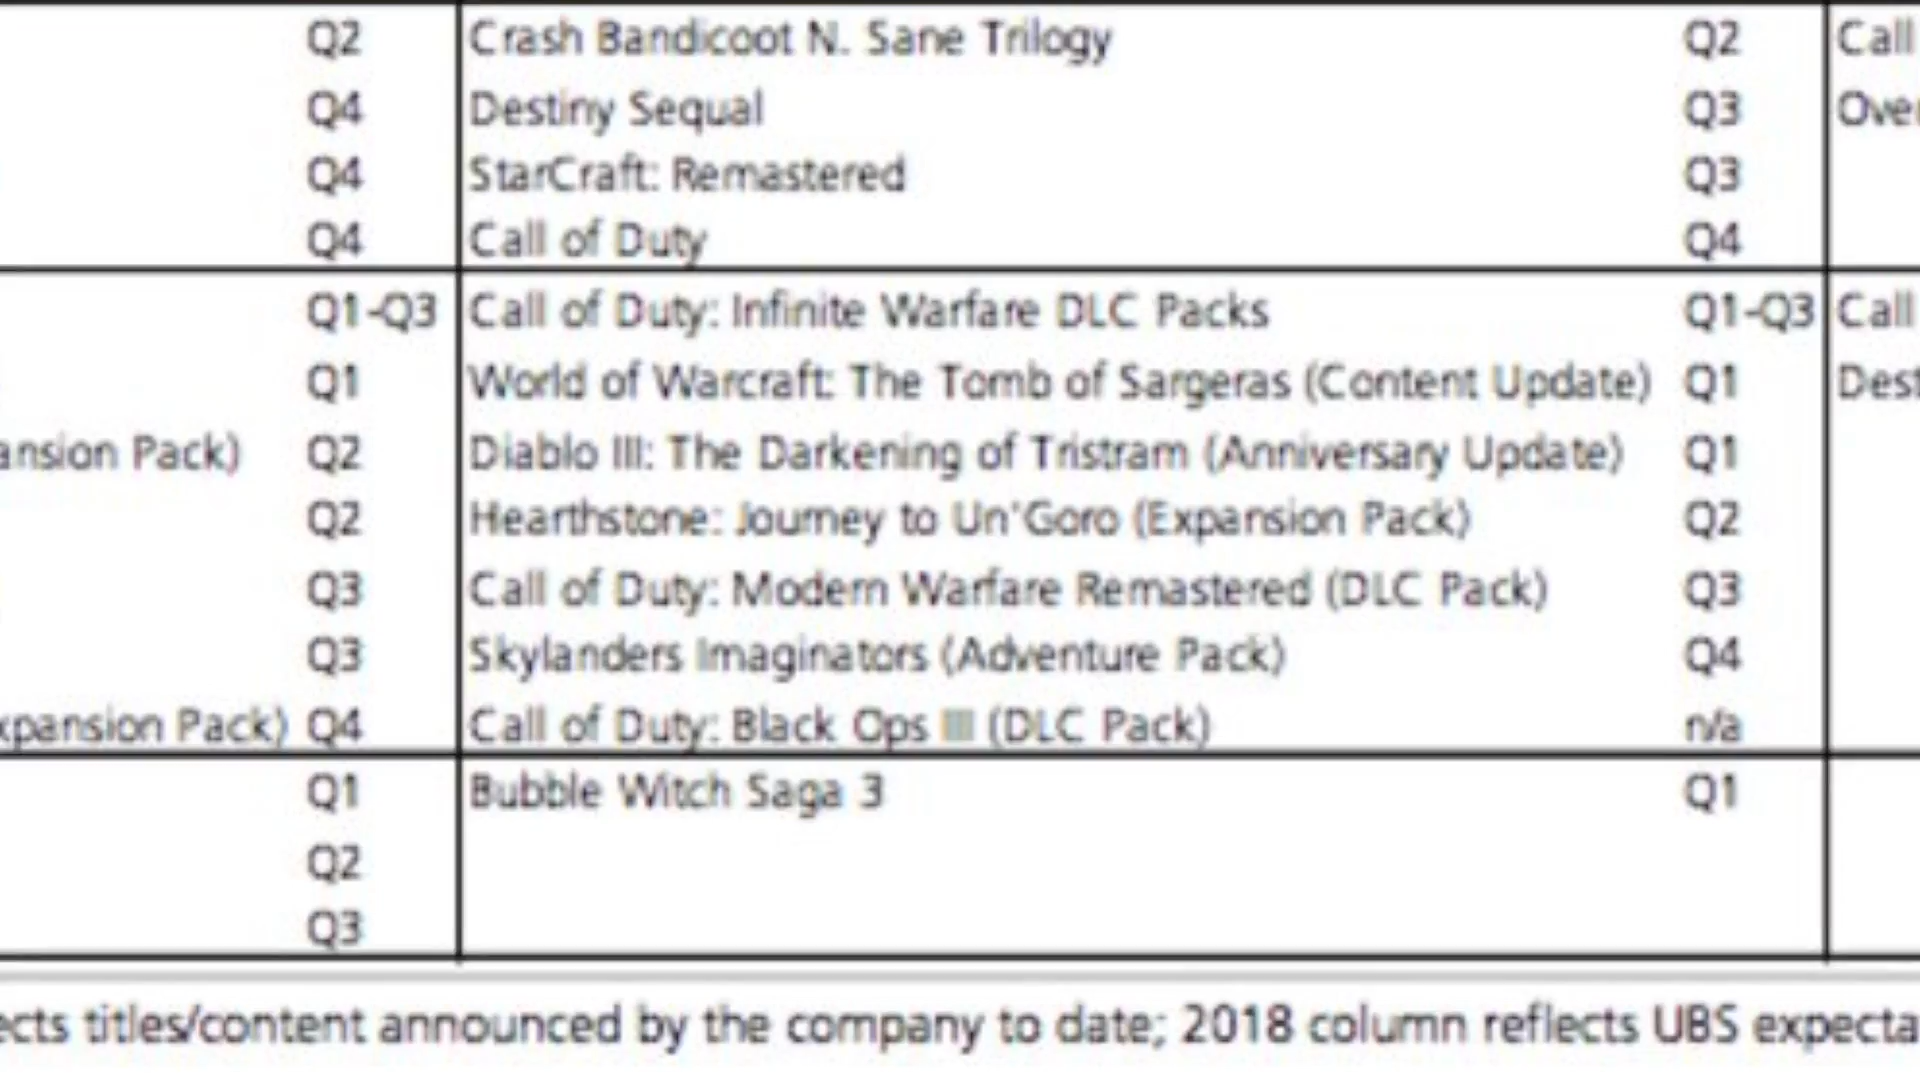 Q2 Crash Bandicoot N. Sane Trilogy Q2 Call
Q4 Destiny Sequal Q3 Over
Q4 StarCraft: Remastered Q3
Q4 Call of Duty Q4
Q1-Q3 Call of Duty: Infinite Warfare DLC Packs Q1-Q3 Call
Q1 World of Warcraft: The Tomb of Sargeras (Content Update) Q1 Dest
ansion Pack) Q2 Diablo III: The Darkening of Tristram (Anniversary Update) Q1
Q2 Hearthstone: Journey to Un'Goro (Expansion Pack) Q2
Q3 Call of Duty: Modern Warfare Remastered (DLC Pack) Q3
Q3 Skylanders Imaginators (Adventure Pack) Q4
xpansion Pack) Q4 Call of Duty: Black Ops III (DLC Pack) n/a
Q1 Bubble Witch Saga 3 Q1
Q2
Q3
ects titles/content announced by the company to date; 2018 column reflects UBS expecta